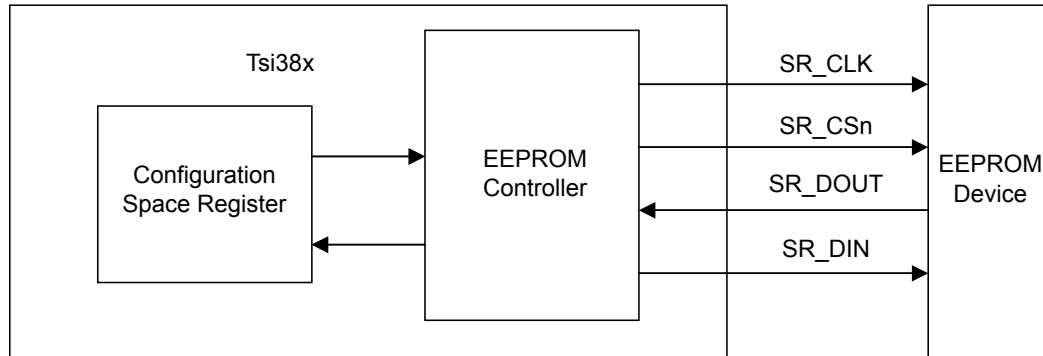 Tsi38x
Configuration
Space Register
EEPROM
Controller
SR_CLK
SR_CSn
SR_DOUT
SR_DIN
EEPROM
Device